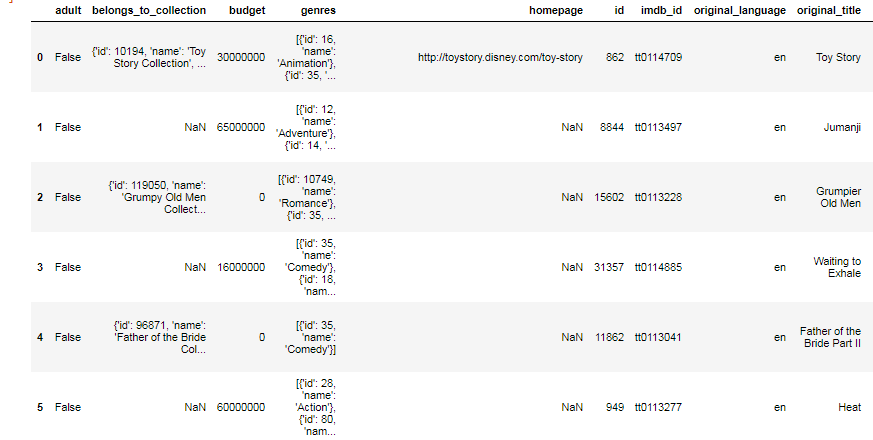 adult belongs_to_collection budget genres homepage id imdb_id original_language original_title
0 False {'id': 10194, 'name': 'Toy Story Collection', ... 30000000 [{'id': 16, 'name': 'Animation'}, {'id': 35, '... http://toystory.disney.com/toy-story 862 tt0114709 en Toy Story
1 False NaN 65000000 [{'id': 12, 'name': 'Adventure'}, {'id': 14, '... NaN 8844 tt0113497 en Jumanji
2 False {'id': 119050, 'name': 'Grumpy Old Men Collect... 0 [{'id': 10749, 'name': 'Romance'}, {'id': 35, ... NaN 15602 tt0113228 en Grumpier Old Men
3 False NaN 16000000 [{'id': 35, 'name': 'Comedy'}, {'id': 18, 'nam... NaN 31357 tt0114885 en Waiting to Exhale
4 False {'id': 96871, 'name': 'Father of the Bride Col... 0 [{'id': 35, 'name': 'Comedy'}] NaN 11862 tt0113041 en Father of the Bride Part II
5 False NaN 60000000 [{'id': 28, 'name': 'Action'}, {'id': 80, 'nam... NaN 949 tt0113277 en Heat